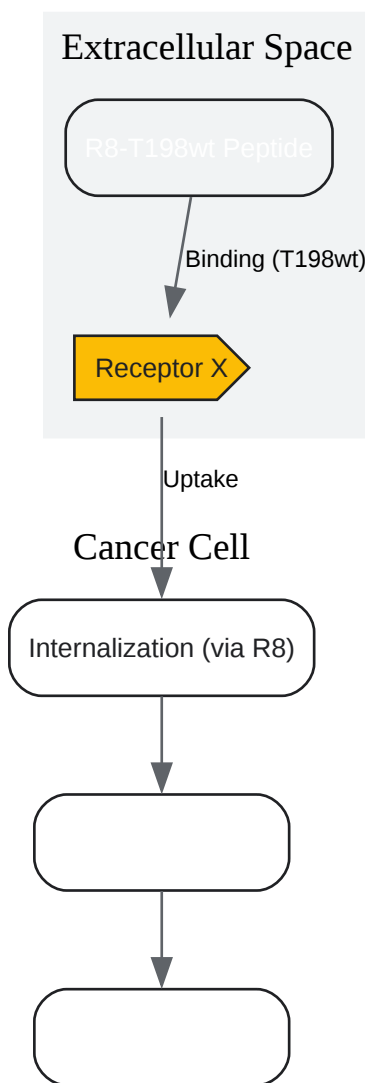 Extracellular Space
R8-T198wt Peptide
Binding (T198wt)
Receptor X
Uptake
Cancer Cell
Internalization (via R8)